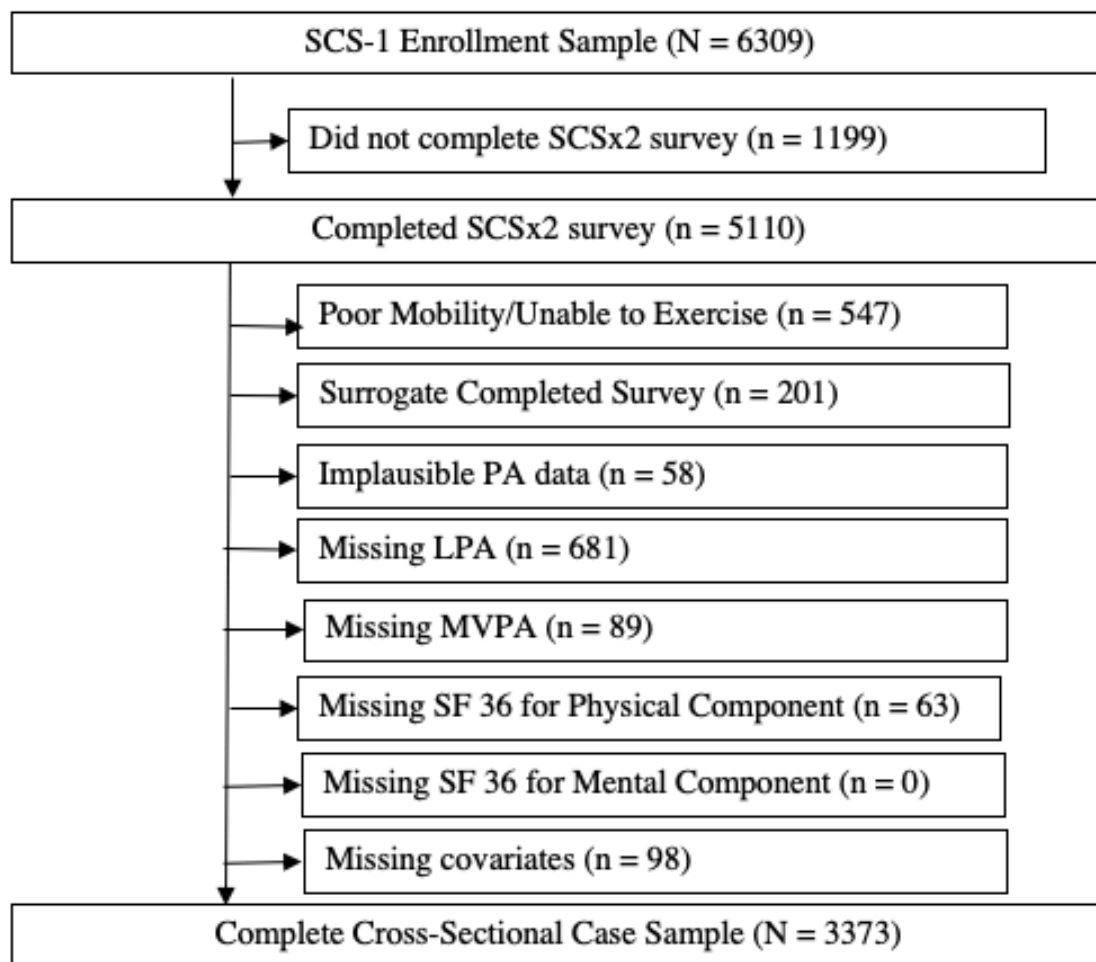 SCS-1 Enrollment Sample (N = 6309)
Did not complete SCSx2 survey (n = 1199)
Completed SCSx2 survey (n = 5110)
Poor Mobility/Unable to Exercise (n = 547)
Surrogate Completed Survey (n = 201)
Implausible PA data (n = 58)
Missing LPA (n = 681)
Missing MVPA (n = 89)
Missing SF 36 for Physical Component (n = 63)
Missing SF 36 for Mental Component (n = 0)
Missing covariates (n = 98)
Complete Cross-Sectional Case Sample (N = 3373)